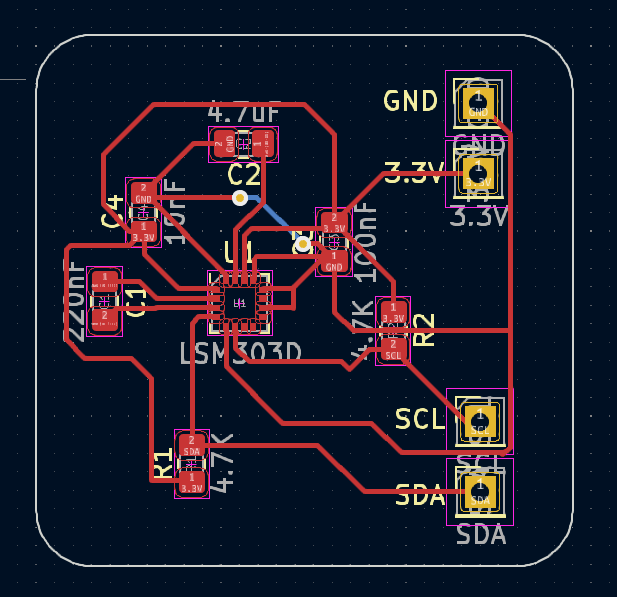 4.7uF
GND
1
GND
2
GND
1
C2
3.3V
1
3.3V
GND
3.3V
C4
2
GND
1
3.3V
10nF
2
3.3V
1
GND
100nF
U1
U1
220nF
1
2
C1
LSM303D
4.7K
1
3.3V
2
SCL
R2
SCL
1
SCL
SCL
R1
2
SDA
1
3.3V
4.7K
SDA
1
SDA
SDA